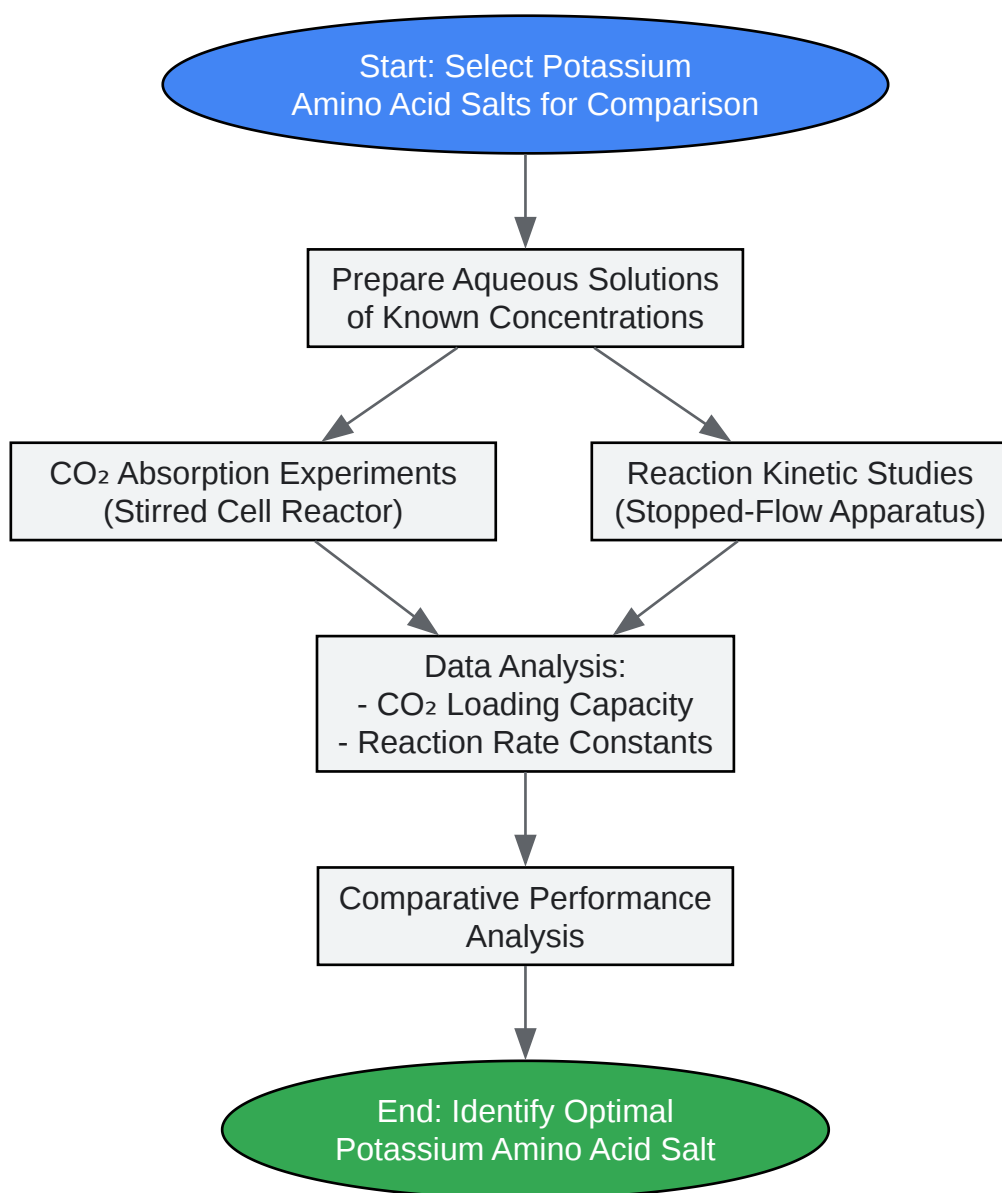 Start: Select Potassium
Amino Acid Salts for Comparison
Prepare Aqueous Solutions
of Known Concentrations
CO₂ Absorption Experiments
(Stirred Cell Reactor)
Reaction Kinetic Studies
(Stopped-Flow Apparatus)
Data Analysis:
- CO₂ Loading Capacity
- Reaction Rate Constants
Comparative Performance
Analysis
End: Identify Optimal
Potassium Amino Acid Salt